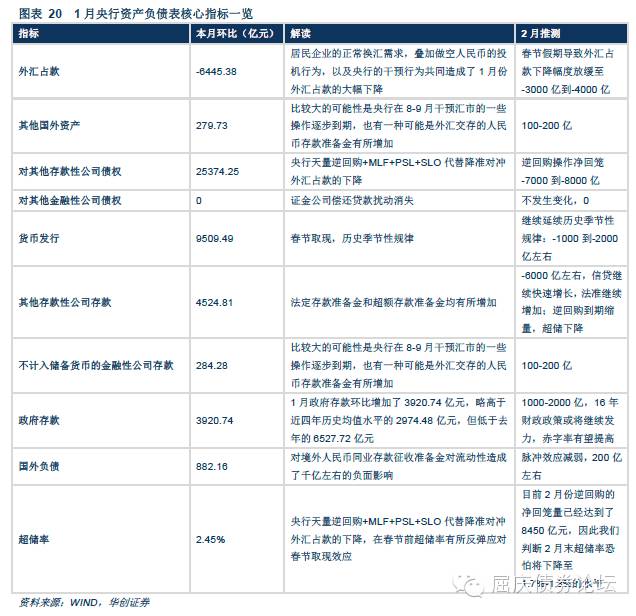 图表 20 1月央行资产负债表核心指标一览
指标 本月环比（亿元） 解读 2月推测
外汇占款 -6445.38
居民企业的正常换汇需求，叠加做空人民币的投
机行为，以及央行的干预行为共同造成了1月份
外汇占款的大幅下降
春节假期导致外汇占
款下降幅度放缓至
-3000亿到-4000亿
其他国外资产 279.73
比较大的可能性是央行在8-9月干预汇市的一些
操作逐步到期，也有一种可能是外汇交存的人民
币存款准备金有所增加
100-200亿
对其他存款性公司债权 25374.25
央行天量逆回购+MLF+PSL+SLO代替降准对冲
外汇占款的下降
逆回购操作净回笼
-7000到-8000亿
对其他金融性公司债权 0 证金公司偿还贷款扰动消失 不发生变化，0
货币发行 9509.49 春节取现，历史季节性规律
继续延续历史季节性
规律：-1000到-2000
亿左右
其他存款性公司存款 4524.81 法定存款准备金和超额存款准备金均有所增加
-6000亿左右，信贷继
续快速增长，法准继续
增加；逆回购到期缩
量，超储下降
不计入储备货币的金融性公司存款 284.28
比较大的可能性是央行在8-9月干预汇市的一些
操作逐步到期，也有一种可能是外汇交存的人民
币存款准备金有所增加
100-200亿
政府存款 3920.74
1月政府存款环比增加了3920.74亿元，略高于
近四年历史均值水平的2974.48亿元，但低于去
年的6527.72亿元
1000-2000亿，16年
财政政策或将继续发
力，赤字率有望提高
国外负债 882.16
对境外人民币同业存款征收准备金对流动性造成
了千亿左右的负面影响
脉冲效应减弱，200亿
左右
超储率 2.45%
央行天量逆回购+MLF+PSL+SLO代替降准对冲
外汇占款的下降，在春节前超储率有所反弹应对
春节取现效应
目前2月份逆回购的
净回笼量已经达到了
8450亿元，因此我们
判断2月末超储率恐
怕将下降至
资料来源：WIND，华创证券
屈庆债券论坛